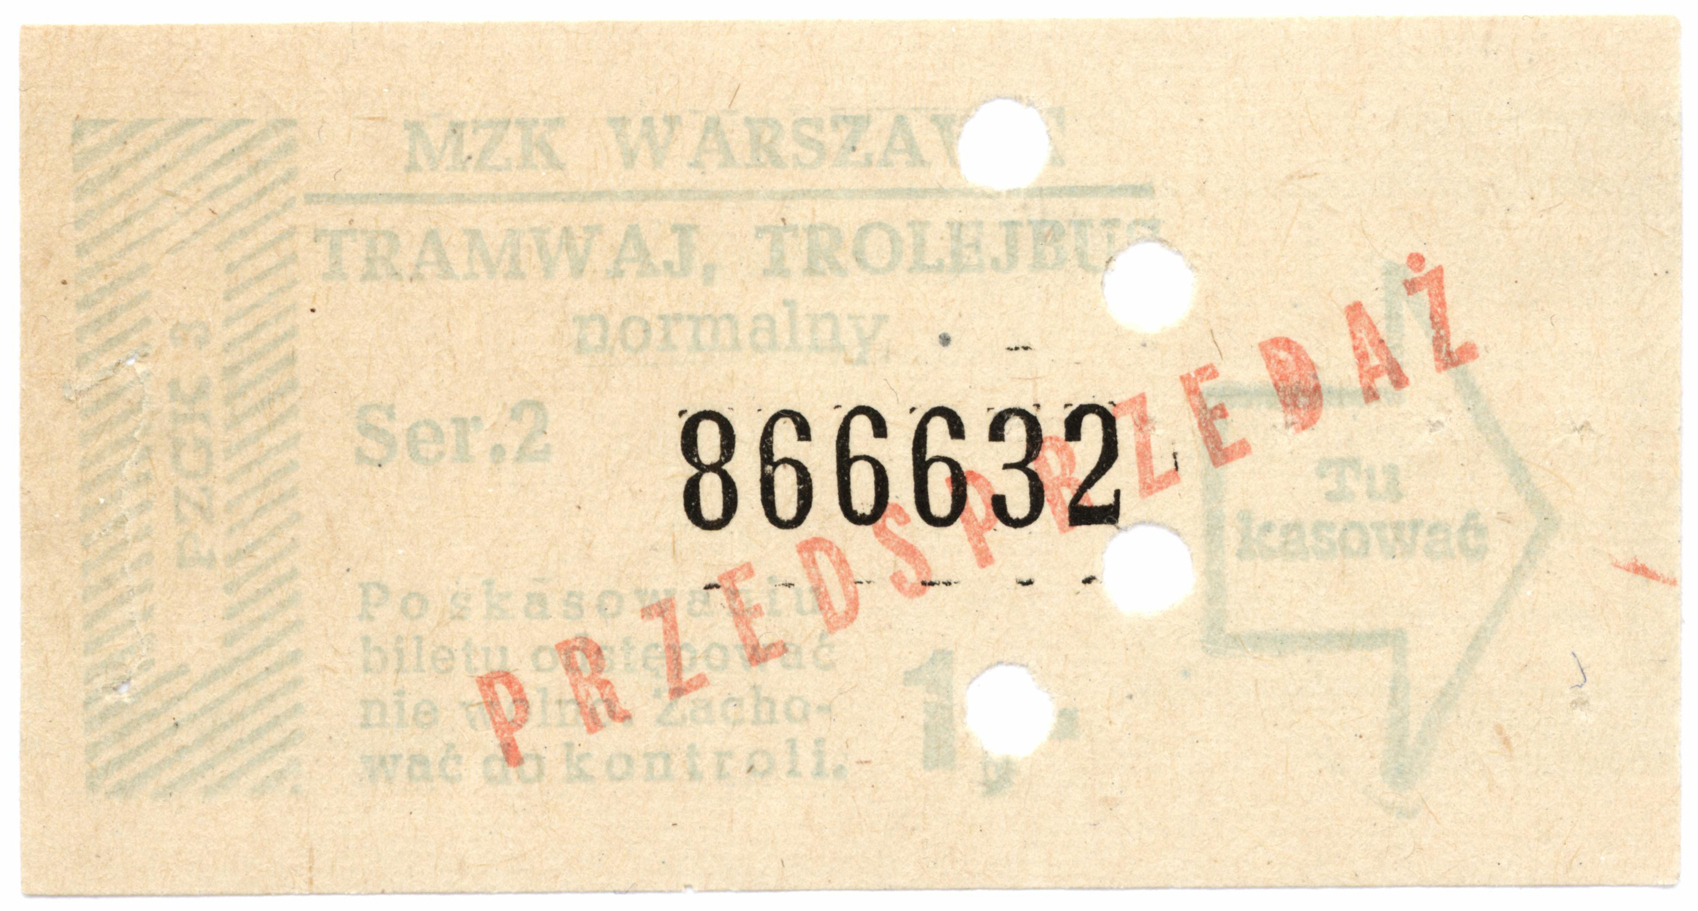 MZK WARSZAWA
TRAMWAJ, TROLEJBUS
normalny
PZGK 3
Ser.2 866632
PRZEDSPRZEDAŻ
Tu
kasować
Po skasowaniu
biletu odstępować
nie wolno. Zacho-
wać do kontroli.
1,-